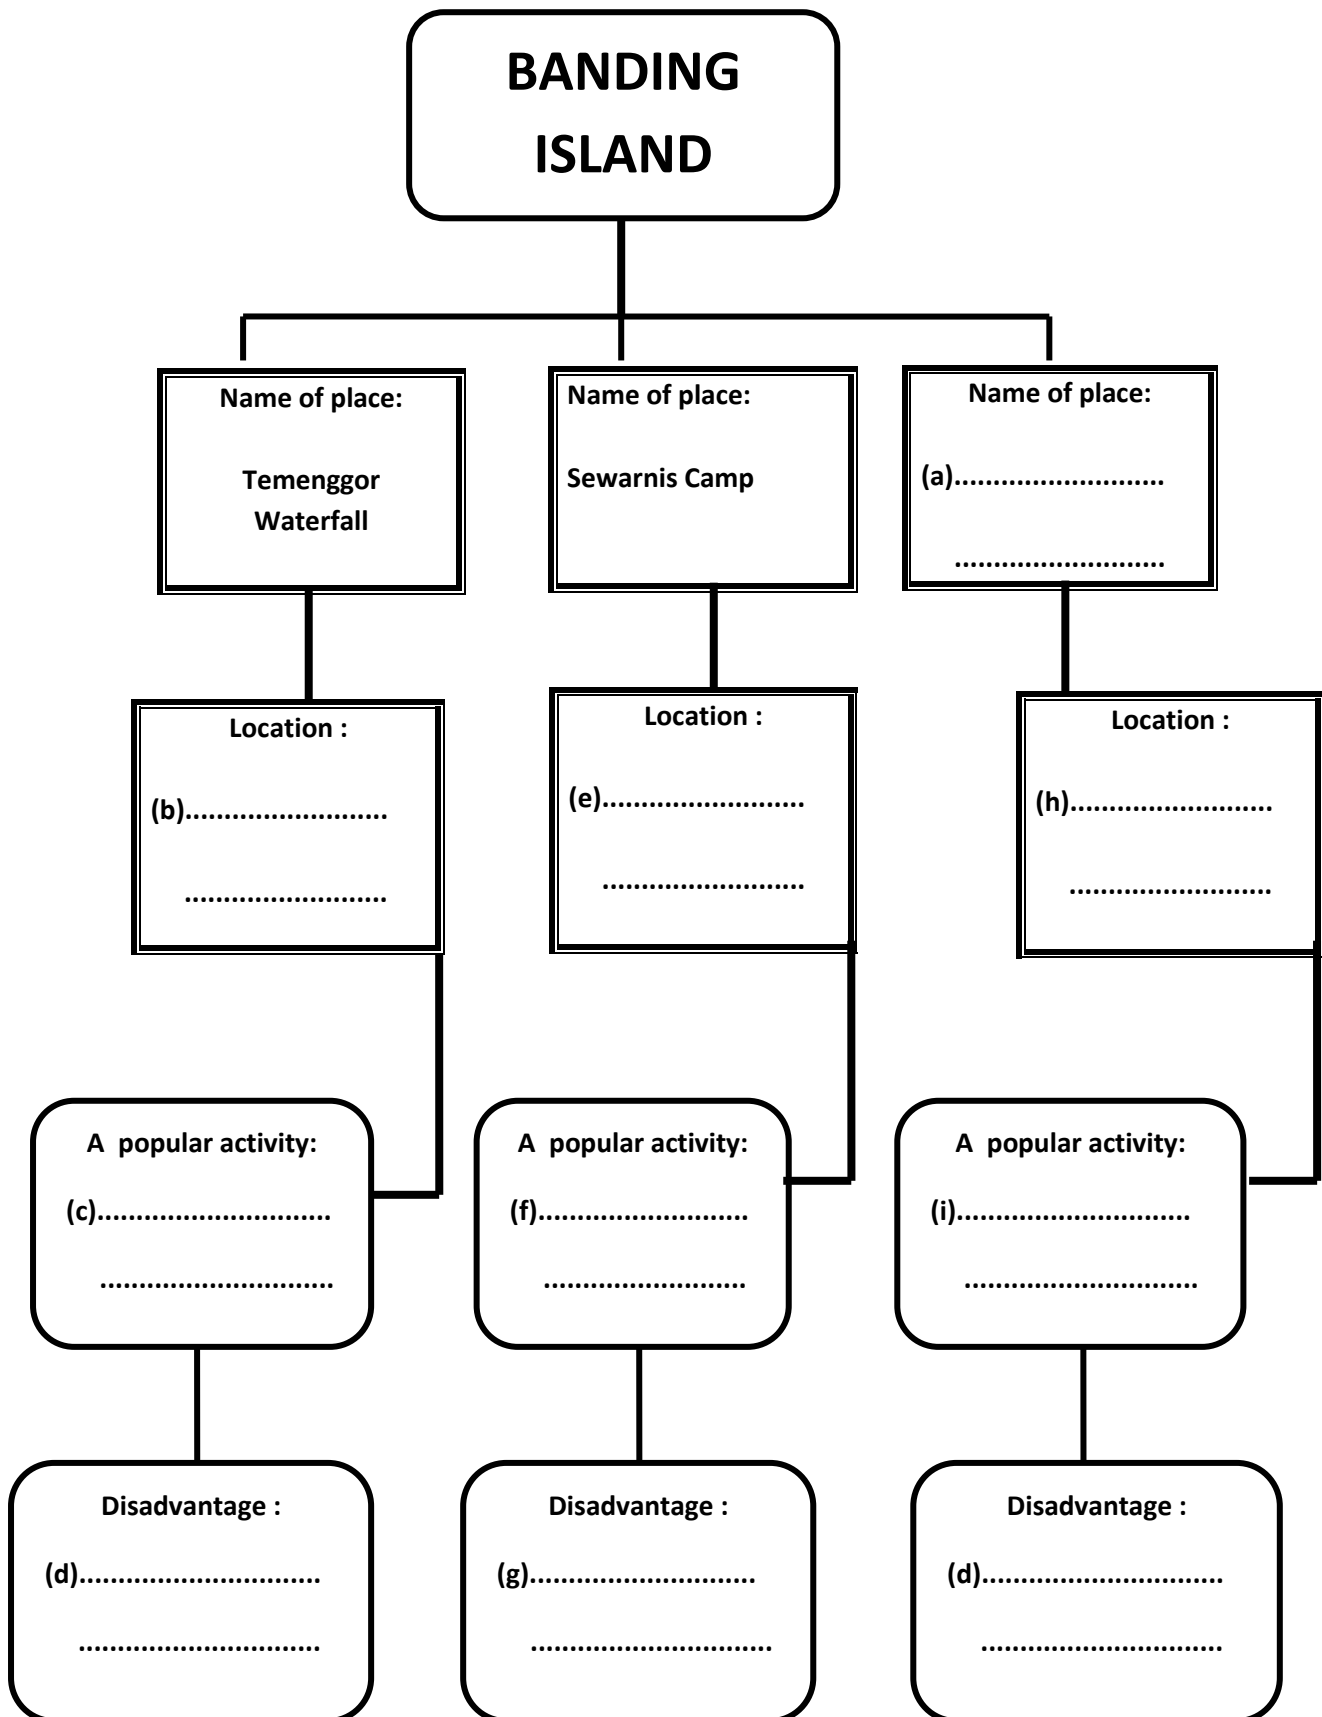 BANDING
ISLAND
Name of place:
Temenggor
Waterfall
Name of place:
Sewarnis Camp
Name of place:
(a)...........................
...........................
Location :
(b)..........................
..........................
Location :
(e)..........................
..........................
Location :
(h)..........................
..........................
A  popular activity:
(c)..............................
..............................
A  popular activity:
(f)...........................
..........................
A  popular activity:
(i)..............................
..............................
Disadvantage :
(d)...............................
...............................
Disadvantage :
(g).............................
...............................
Disadvantage :
(d)...............................
...............................